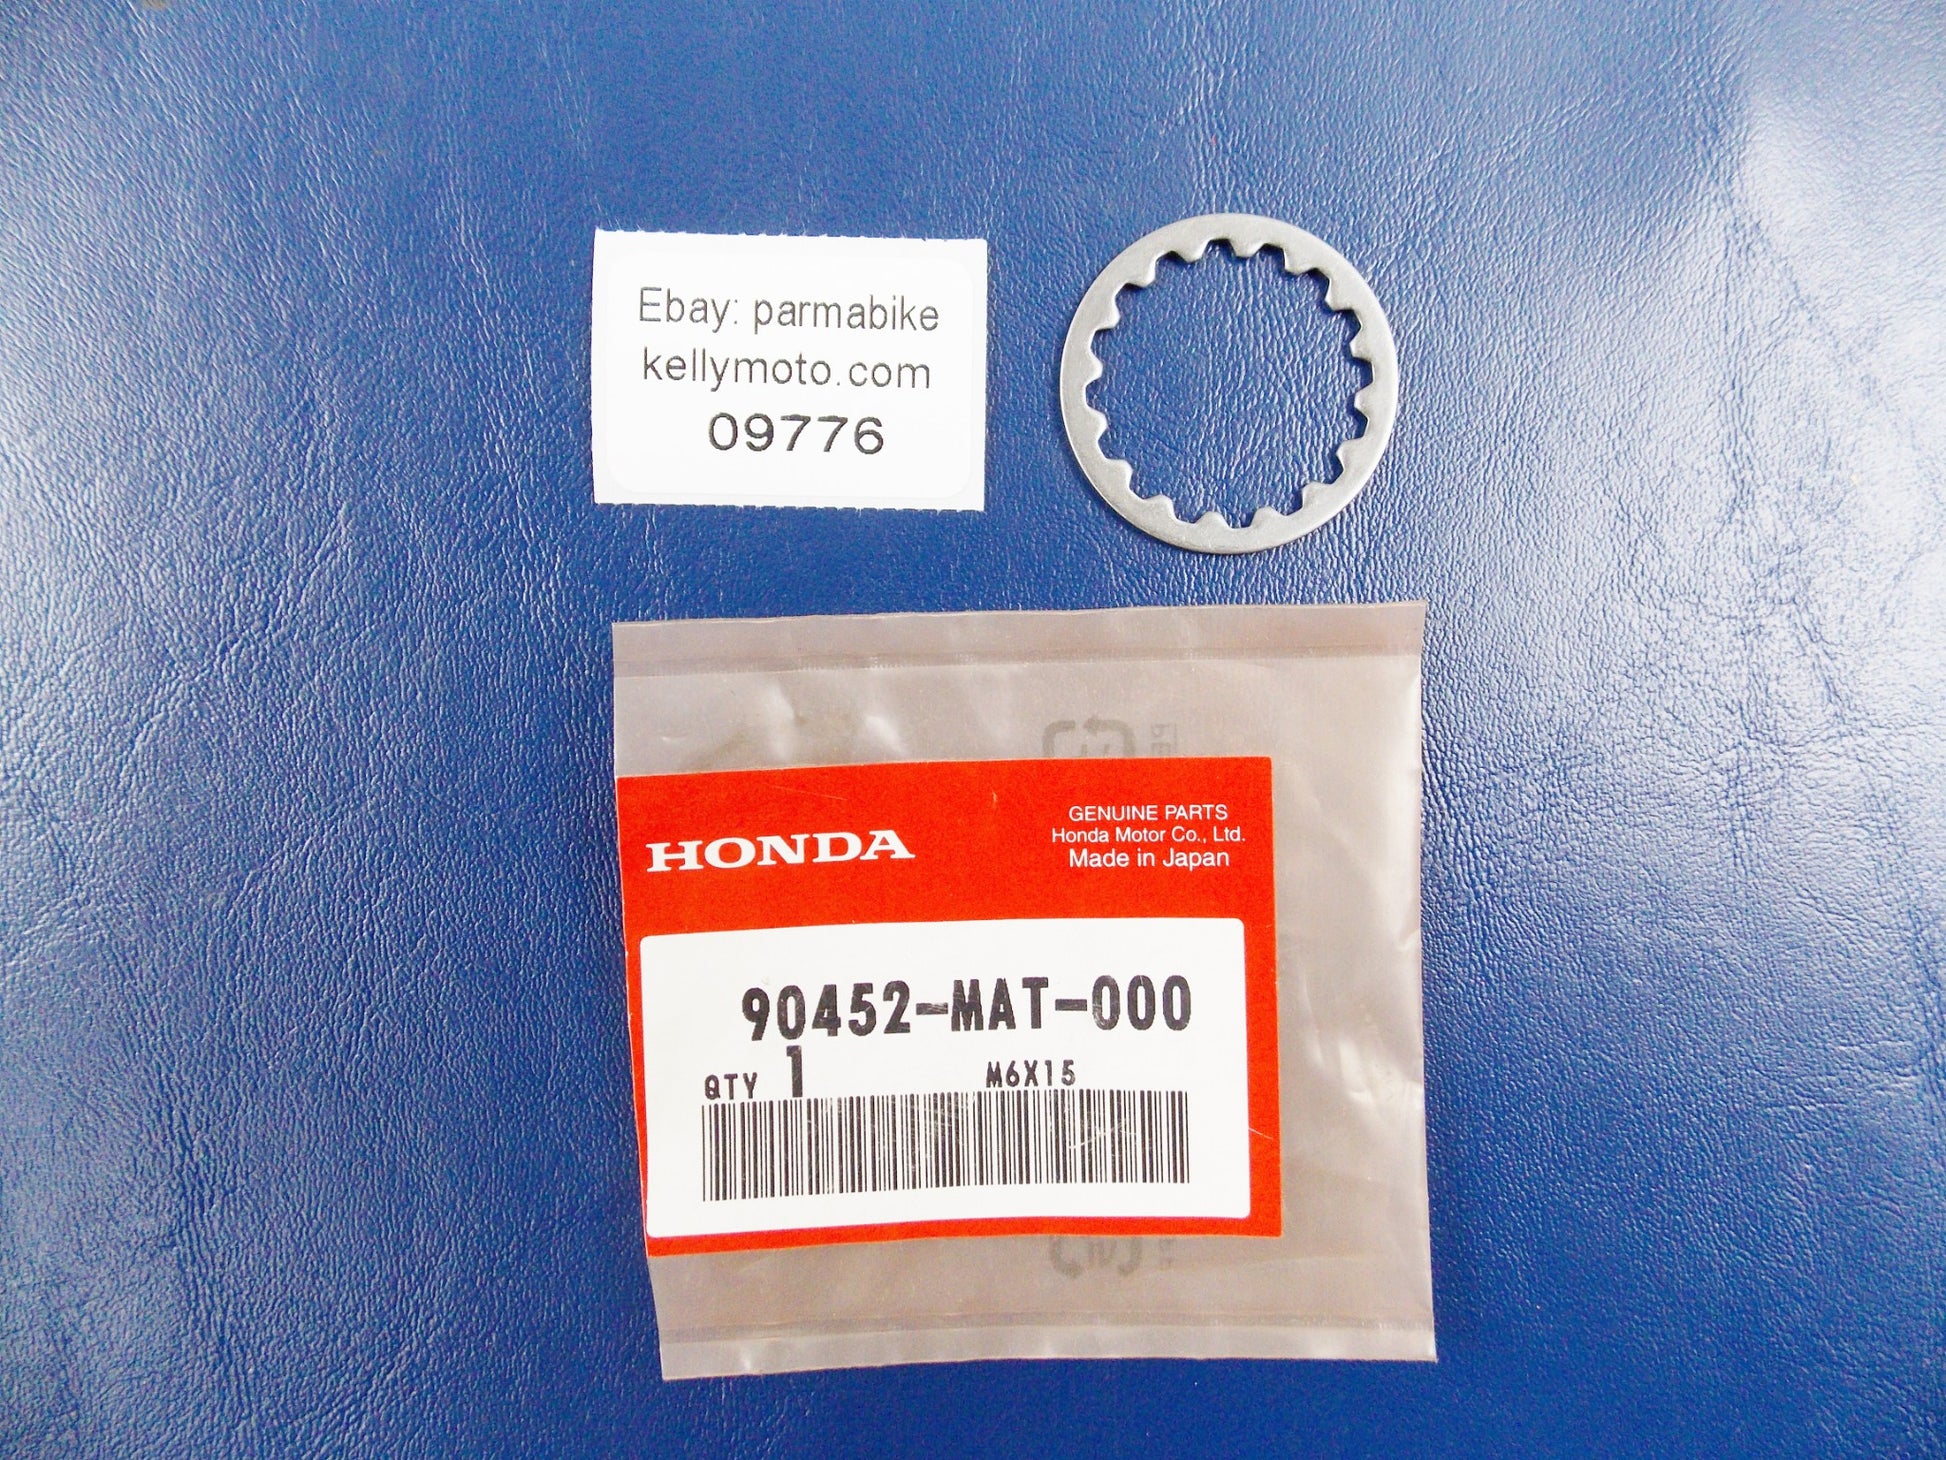 Ebay: parmabike
kellymoto.com
09776
HONDA
GENUINE PARTS
Honda Motor Co., Ltd.
Made in Japan
90452-MAT-000
QTY 1
M6X15